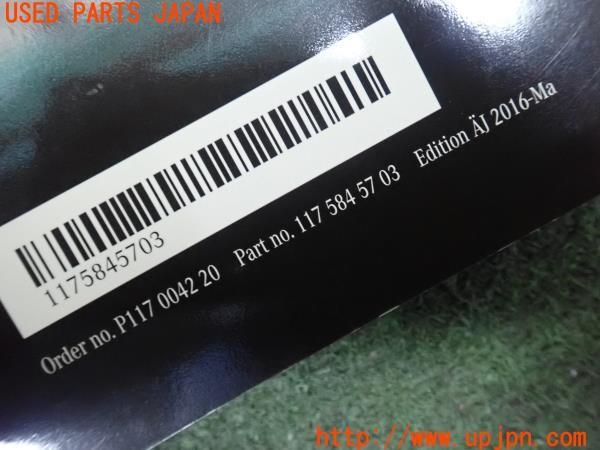 USED PARTS JAPAN
1175845703
Order no. P117 0042 20 Part no. 117 584 57 03 Edition ÄJ 2016-Ma
http://www.upjpn.com/